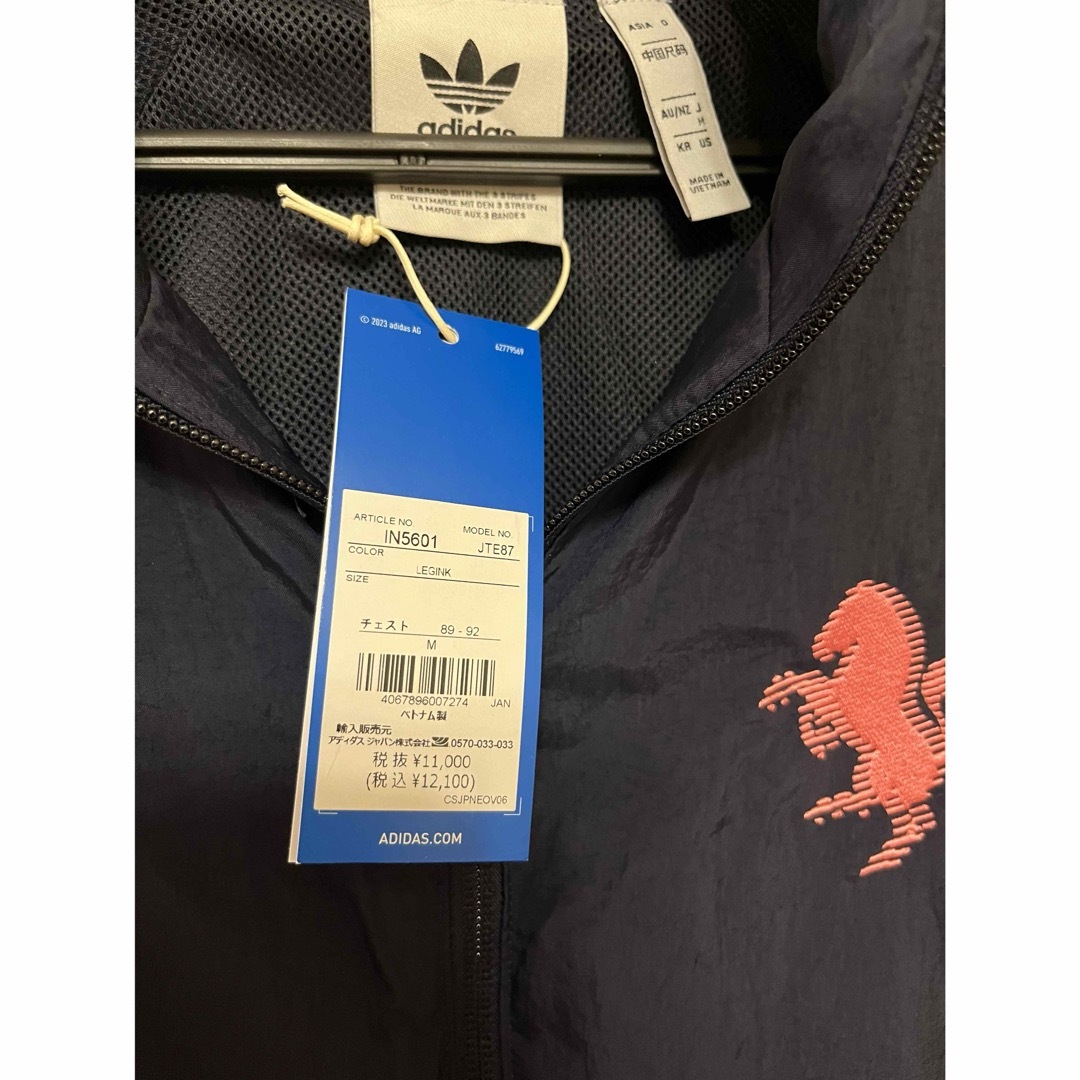 adidas
THE BRAND WITH THE 3 STRIPES
DIE WELTMARKE MIT DEN 3 STREIFEN
LA MARQUE AUX 3 BANDES
ASIA O
中国尺码
AU/NZ J
M
KR US
MADE IN
VIETNAM
© 2023 adidas AG
62779569
ARTICLE NO.
MODEL NO.
IN5601
JTE87
COLOR
LEGINK
SIZE
チェスト 89 - 92
M
4067896007274 JAN
ベトナム製
輸入販売元
アディダス ジャパン株式会社 0570-033-033
税抜 ¥11,000
(税込 ¥12,100)
CSJPNEOV06
ADIDAS.COM